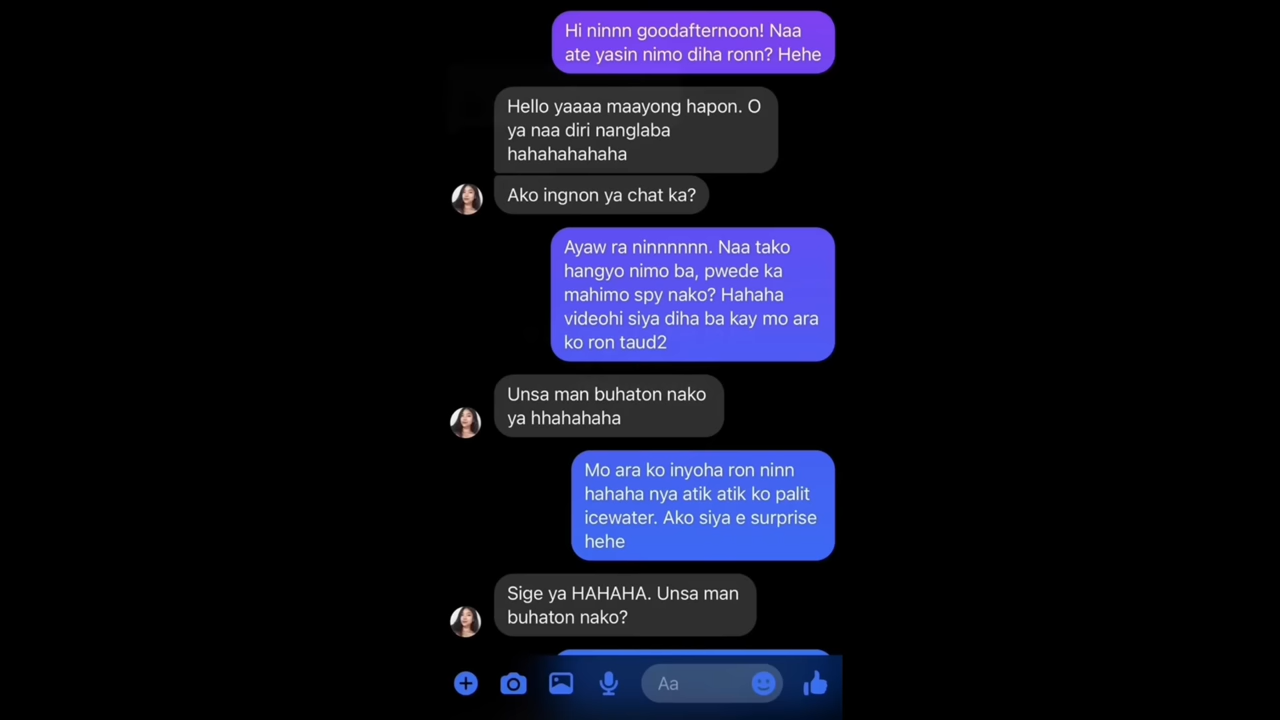 Hi ninnn goodafternoon! Naa
ate yasin nimo diha ronn? Hehe
Hello yaaaa maayong hapon. O
ya naa diri nanglaba
hahahahahaha
Ako ingnon ya chat ka?
Ayaw ra ninnnnnn. Naa tako
hangyo nimo ba, pwede ka
mahimo spy nako? Hahaha
videohi siya diha ba kay mo ara
ko ron taud2
Unsa man buhaton nako
ya hhahahaha
Mo ara ko inyoha ron ninn
hahaha nya atik atik ko palit
icewater. Ako siya e surprise
hehe
Sige ya HAHAHA. Unsa man
buhaton nako?
Aa